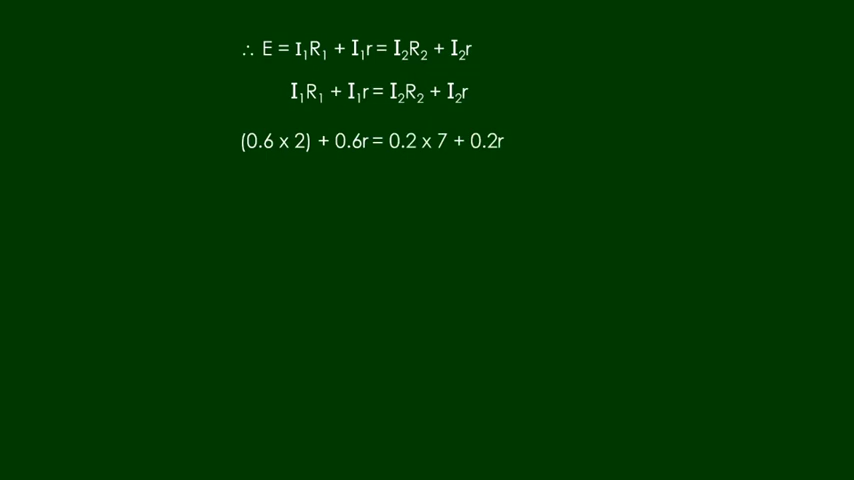 ∴ E = I₁R₁ + I₁r = I₂R₂ + I₂r
I₁R₁ + I₁r = I₂R₂ + I₂r
(0.6 x 2) + 0.6r = 0.2 x 7 + 0.2r